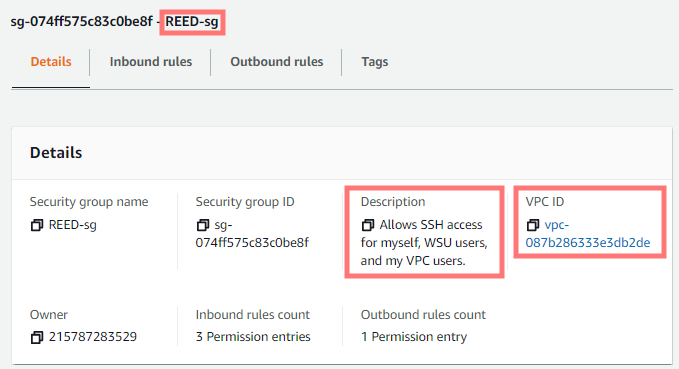 sg-074ff575c83c0be8f - REED-sg
Details
Inbound rules
Outbound rules
Tags
Details
Security group name
REED-sg
Security group ID
sg-
074ff575c83c0be8f
Description
Allows SSH access
for myself, WSU users,
and my VPC users.
VPC ID
vpc-
087b286333e3db2de
Owner
215787283529
Inbound rules count
3 Permission entries
Outbound rules count
1 Permission entry